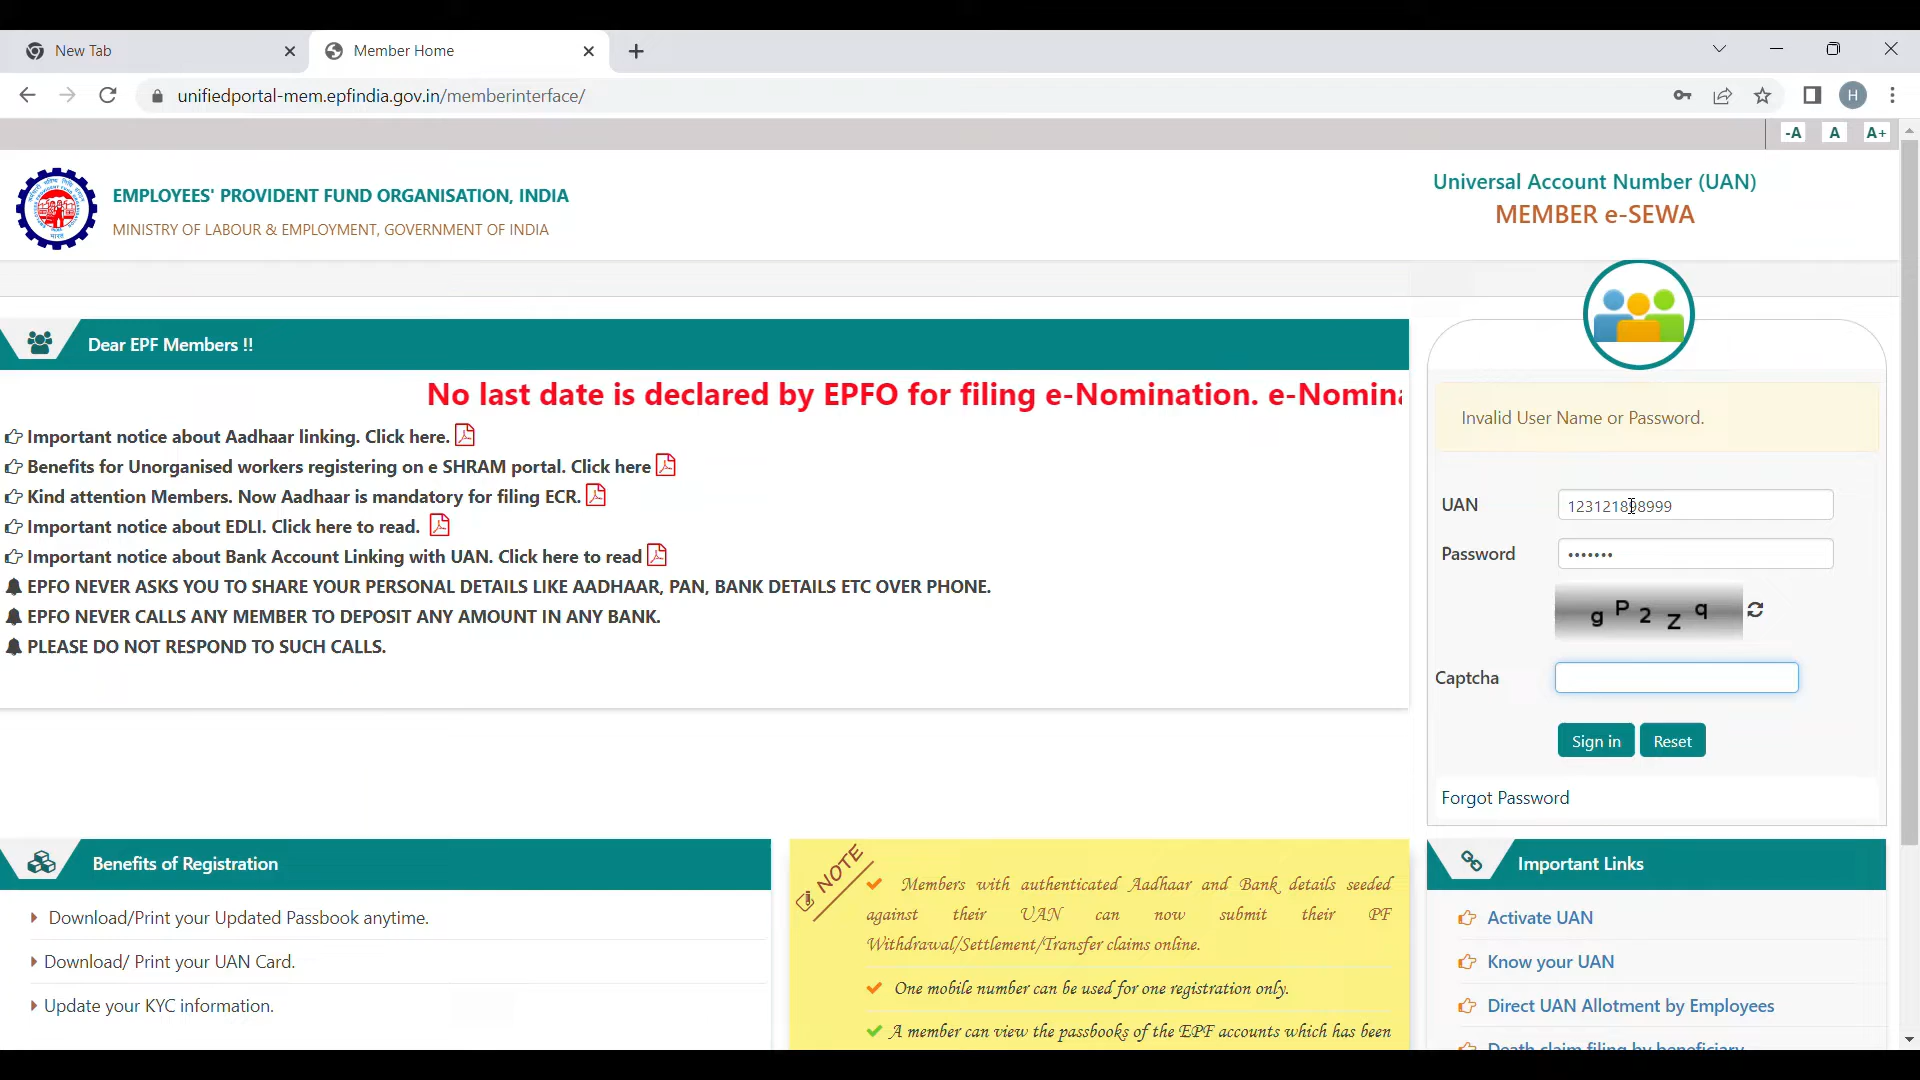 New Tab
Member Home
unifiedportal-mem.epfindia.gov.in/memberinterface/
H
-A A A+
EMPLOYEES' PROVIDENT FUND ORGANISATION, INDIA
MINISTRY OF LABOUR & EMPLOYMENT, GOVERNMENT OF INDIA
Universal Account Number (UAN)
MEMBER e-SEWA
Dear EPF Members !!
No last date is declared by EPFO for filing e-Nomination. e-Nomina
Important notice about Aadhaar linking. Click here.
Benefits for Unorganised workers registering on e SHRAM portal. Click here
Kind attention Members. Now Aadhaar is mandatory for filing ECR.
Important notice about EDLI. Click here to read.
Important notice about Bank Account Linking with UAN. Click here to read
EPFO NEVER ASKS YOU TO SHARE YOUR PERSONAL DETAILS LIKE AADHAAR, PAN, BANK DETAILS ETC OVER PHONE.
EPFO NEVER CALLS ANY MEMBER TO DEPOSIT ANY AMOUNT IN ANY BANK.
PLEASE DO NOT RESPOND TO SUCH CALLS.
Invalid User Name or Password.
UAN
Password
g P 2 z q
Captcha
Sign in Reset
Forgot Password
Benefits of Registration
Download/Print your Updated Passbook anytime.
Download/ Print your UAN Card.
Update your KYC information.
NOTE
Members with authenticated Aadhaar and Bank details seeded
against their UAN can now submit their PF
Withdrawal/Settlement/Transfer claims online.
One mobile number can be used for one registration only.
A member can view the passbooks of the EPF accounts which has been
Important Links
Activate UAN
Know your UAN
Direct UAN Allotment by Employees
Death claim filing by beneficiary